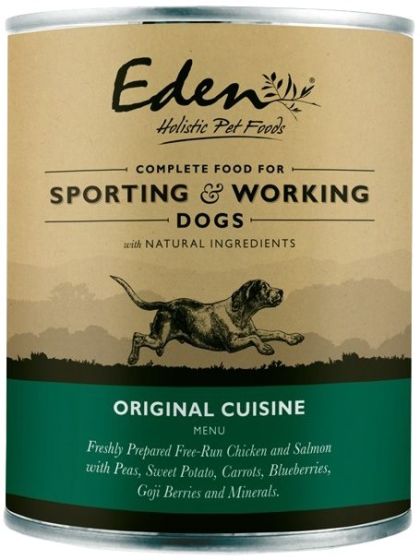 Eden®
Holistic Pet Foods
COMPLETE FOOD FOR
SPORTING & WORKING
DOGS
with NATURAL INGREDIENTS
ORIGINAL CUISINE
MENU
Freshly Prepared Free-Run Chicken and Salmon
with Peas, Sweet Potato, Carrots, Blueberries,
Goji Berries and Minerals.